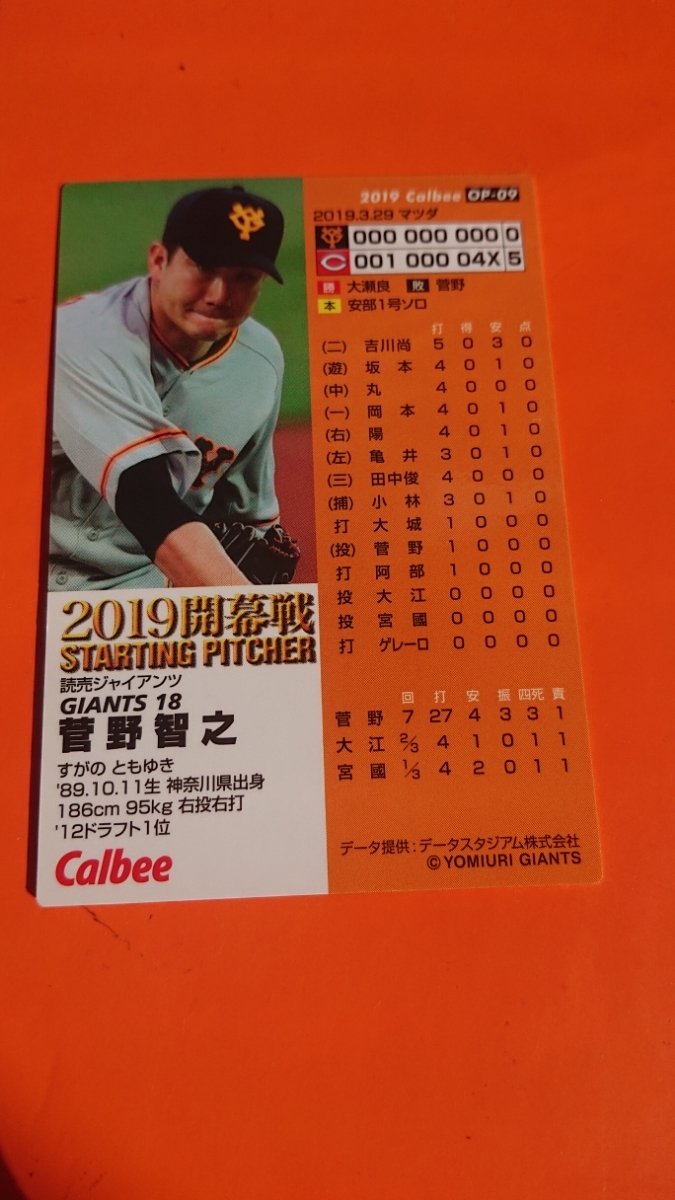 2019 Calbee OP-09
2019.3.29 マツダ
000 000 000 0
C 001 000 04X 5
勝 大瀬良 敗 菅野
本 安部1号ソロ
打 得 安 点
(二) 吉川尚 5 0 3 0
(遊) 坂本 4 0 1 0
(中) 丸 4 0 0 0
(一) 岡本 4 0 1 0
(右) 陽 4 0 1 0
(左) 亀井 3 0 1 0
(三) 田中俊 4 0 0 0
(捕) 小林 3 0 1 0
打 大城 1 0 0 0
(投) 菅野 1 0 0 0
打 阿部 1 0 0 0
投 大江 0 0 0 0
投 宮國 0 0 0 0
打 ゲレーロ 0 0 0 0
回 打 安 振 四死 責
菅野 7 27 4 3 3 1
大江 2/3 4 1 0 1 1
宮國 1/3 4 2 0 1 1
データ提供:データスタジアム株式会社
©YOMIURI GIANTS
2019開幕戦
STARTING PITCHER
読売ジャイアンツ
GIANTS 18
菅野智之
すがの ともゆき
'89.10.11生 神奈川県出身
186cm 95kg 右投右打
'12ドラフト1位
Calbee